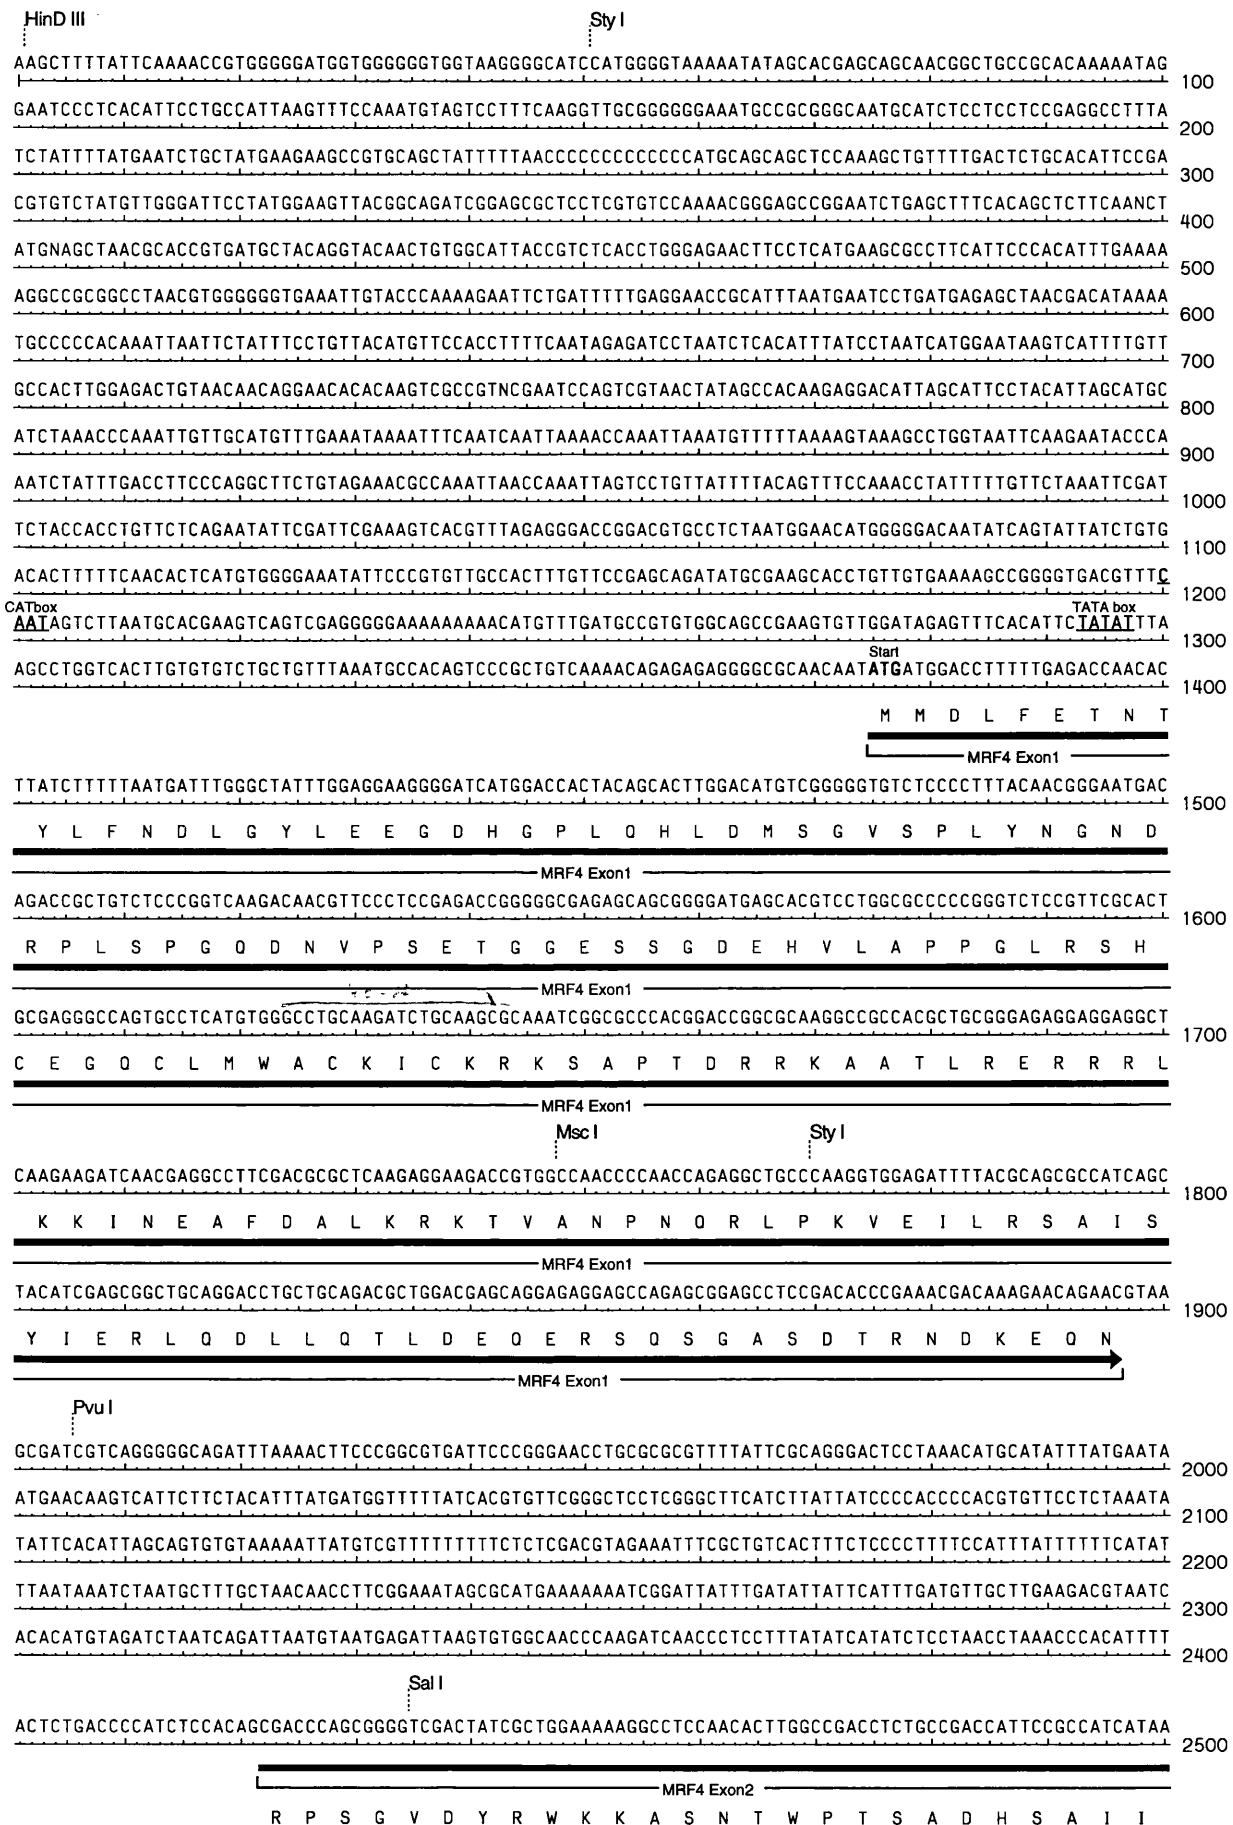 HinD III Sty I
AAGCTTTTATTCAAAACCGTGGGGGATGGTGGGGGGTGGTAAGGGGCATCCATGGGGTAAAAATATAGCACGAGCAGCAACGGCTGCCGCACAAAAATAG
100
GAATCCCTCACATTCCTGCCATTAAGTTTCCAAATGTAGTCCTTTCAAGGTTGCGGGGGGAAATGCCGCGGGCAATGCATCTCCTCCTCCGAGGCCTTTA
200
TCTATTTTATGAATCTGCTATGAAGAAGCCGTGCAGCTATTTTTAACCCCCCCCCCCCCATGCAGCAGCTCCAAAGCTGTTTTGACTCTGCACATTCCGA
300
CGTGTCTATGTTGGGATTCCTATGGAAGTTACGGCAGATCGGAGCGCTCCTCGTGTCCAAAACGGGAGCCGGAATCTGAGCTTTCACAGCTCTTCAANCT
400
ATGNAGCTAACGCACCGTGATGCTACAGGTACAACTGTGGCATTACCGTCTCACCTGGGAGAACTTCCTCATGAAGCGCCTTCATTCCCACATTTGAAAA
500
AGGCCGCGGCCTAACGTGGGGGGTGAAATTGTACCCAAAAGAATTCTGATTTTTGAGGAACCGCATTTAATGAATCCTGATGAGAGCTAACGACATAAAA
600
TGCCCCCACAAATTAATTCTATTTCCTGTTACATGTTCCACCTTTTCAATAGAGATCCTAATCTCACATTTATCCTAATCATGGAATAAGTCATTTTGTT
700
GCCACTTGGAGACTGTAACAACAGGAACACACAAGTCGCCGTNCGAATCCAGTCGTAACTATAGCCACAAGAGGACATTAGCATTCCTACATTAGCATGC
800
ATCTAAACCCAAATTGTTGCATGTTTGAAATAAAATTTCAATCAATTAAAACCAAATTAAATGTTTTTAAAAGTAAAGCCTGGTAATTCAAGAATACCCA
900
AATCTATTTGACCTTCCCAGGCTTCTGTAGAAACGCCAAATTAACCAAATTAGTCCTGTTATTTTACAGTTTCCAAACCTATTTTTGTTCTAAATTCGAT
1000
TCTACCACCTGTTCTCAGAATATTCGATTCGAAAGTCACGTTTAGAGGGACCGGACGTGCCTCTAATGGAACATGGGGGACAATATCAGTATTATCTGTG
1100
ACACTTTTTCAACACTCATGTGGGGAAATATTCCCGTGTTGCCACTTTGTTCCGAGCAGATATGCGAAGCACCTGTTGTGAAAAGCCGGGGTGACGTTTC
1200
CATbox TATA box
AATAGTCTTAATGCACGAAGTCAGTCGAGGGGGAAAAAAAAAACATGTTTGATGCCGTGTGGCAGCCGAAGTGTTGGATAGAGTTTCACATTCTATATTTA
1300
Start
AGCCTGGTCACTTGTGTGTCTGCTGTTTAAATGCCACAGTCCCGCTGTCAAAACAGAGAGAGGGGCGCAACAATATGATGGACCTTTTTGAGACCAACAC
1400
M M D L F E T N T
MRF4 Exon1
TTATCTTTTTAATGATTTGGGCTATTTGGAGGAAGGGGATCATGGACCACTACAGCACTTGGACATGTCGGGGGTGTCTCCCCTTTACAACGGGAATGAC
1500
Y L F N D L G Y L E E G D H G P L Q H L D M S G V S P L Y N G N D
MRF4 Exon1
AGACCGCTGTCTCCCGGTCAAGACAACGTTCCCTCCGAGACCGGGGGCGAGAGCAGCGGGGATGAGCACGTCCTGGCGCCCCCGGGTCTCCGTTCGCACT
1600
R P L S P G Q D N V P S E T G G E S S G D E H V L A P P G L R S H
MRF4 Exon1
GCGAGGGCCAGTGCCTCATGTGGGCCTGCAAGATCTGCAAGCGCAAATCGGCGCCCACGGACCGGCGCAAGGCCGCCACGCTGCGGGAGAGGAGGAGGCT
1700
C E G Q C L M W A C K I C K R K S A P T D R R K A A T L R E R R R L
MRF4 Exon1
Msc I Sty I
CAAGAAGATCAACGAGGCCTTCGACGCGCTCAAGAGGAAGACCGTGGCCAACCCCAACCAGAGGCTGCCCAAGGTGGAGATTTTACGCAGCGCCATCAGC
1800
K K I N E A F D A L K R K T V A N P N Q R L P K V E I L R S A I S
MRF4 Exon1
TACATCGAGCGGCTGCAGGACCTGCTGCAGACGCTGGACGAGCAGGAGAGGAGCCAGAGCGGAGCCTCCGACACCCGAAACGACAAAGAACAGAACGTAA
1900
Y I E R L Q D L L Q T L D E Q E R S Q S G A S D T R N D K E Q N
MRF4 Exon1
Pvu I
GCGATCGTCAGGGGGCAGATTTAAAACTTCCCGGCGTGATTCCCGGGAACCTGCGCGCGTTTTATTCGCAGGGACTCCTAAACATGCATATTTATGAATA
2000
ATGAACAAGTCATTCTTCTACATTTATGATGGTTTTTATCACGTGTTCGGGCTCCTCGGGCTTCATCTTATTATCCCCACCCCACGTGTTCCTCTAAATA
2100
TATTCACATTAGCAGTGTGTAAAAATTATGTCGTTTTTTTTTCTCTCGACGTAGAAATTTCGCTGTCACTTTCTCCCCTTTTCCATTTATTTTTTCATAT
2200
TTAATAAATCTAATGCTTTGCTAACAACCTTCGGAAATAGCGCATGAAAAAAATCGGATTATTTGATATTATTCATTTGATGTTGCTTGAAGACGTAATC
2300
ACACATGTAGATCTAATCAGATTAATGTAATGAGATTAAGTGTGGCAACCCAAGATCAACCCTCCTTTATATCATATCTCCTAACCTAAACCCACATTTT
2400
Sal I
ACTCTGACCCCATCTCCACAGCGACCCAGCGGGGTCGACTATCGCTGGAAAAAGGCCTCCAACACTTGGCCGACCTCTGCCGACCATTCCGCCATCATAA
2500
MRF4 Exon2
R P S G V D Y R W K K A S N T W P T S A D H S A I I